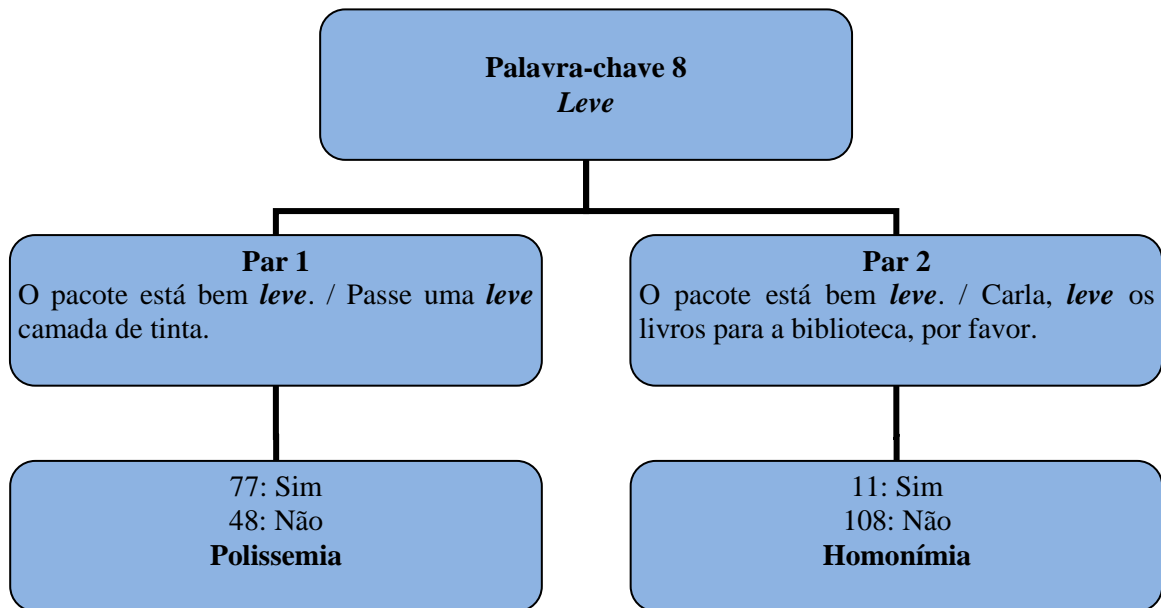 Palavra-chave 8
Leve
Par 1
O pacote está bem leve. / Passe uma leve
camada de tinta.
Par 2
O pacote está bem leve. / Carla, leve os
livros para a biblioteca, por favor.
77: Sim
48: Não
Polissemia
11: Sim
108: Não
Homonímia